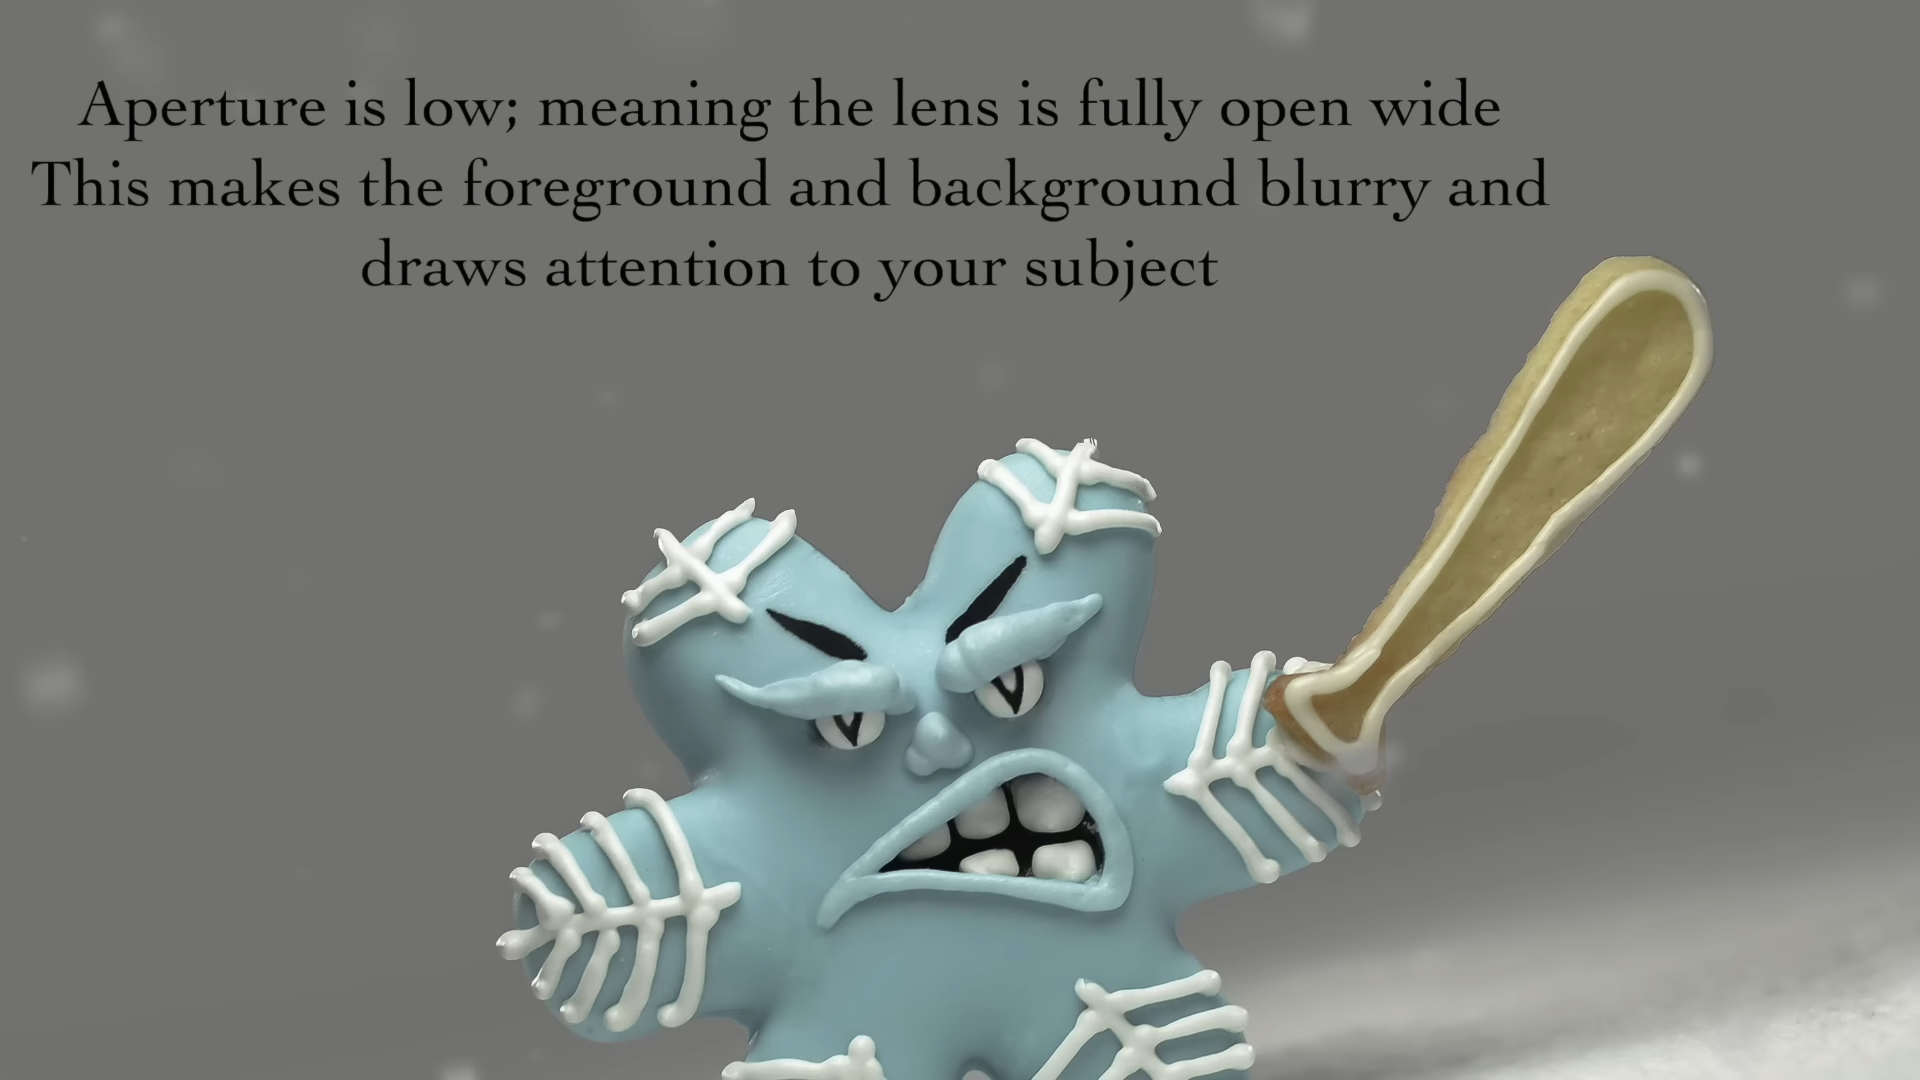 Aperture is low; meaning the lens is fully open wide
This makes the foreground and background blurry and
draws attention to your subject